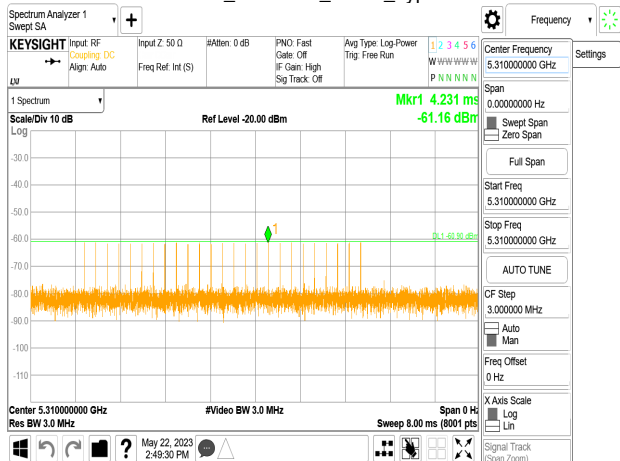 Spectrum Analyzer 1
Swept SA
Frequency
Settings
KEYSIGHT
Input: RF
Coupling: DC
Align: Auto
Input Z: 50 Ω
Freq Ref: Int (S)
#Atten: 0 dB
PNO: Fast
Gate: Off
IF Gain: High
Sig Track: Off
Avg Type: Log-Power
Trig: Free Run
1 2 3 4 5 6
W W W W W W
P N N N N N
LXI
1 Spectrum
Scale/Div 10 dB
Log
Ref Level -20.00 dBm
Mkr1 4.231 ms
-61.16 dBm
1
DL1 -60.90 dBm
-30.0
-40.0
-50.0
-60.0
-70.0
-80.0
-90.0
-100
-110
Center 5.310000000 GHz
Res BW 3.0 MHz
#Video BW 3.0 MHz
Span 0 Hz
Sweep 8.00 ms (8001 pts)
May 22, 2023
2:49:30 PM
Center Frequency
5.310000000 GHz
Span
0.00000000 Hz
Swept Span
Zero Span
Full Span
Start Freq
5.310000000 GHz
Stop Freq
5.310000000 GHz
AUTO TUNE
CF Step
3.000000 MHz
Auto
Man
Freq Offset
0 Hz
X Axis Scale
Log
Lin
Signal Track
(Span Zoom)